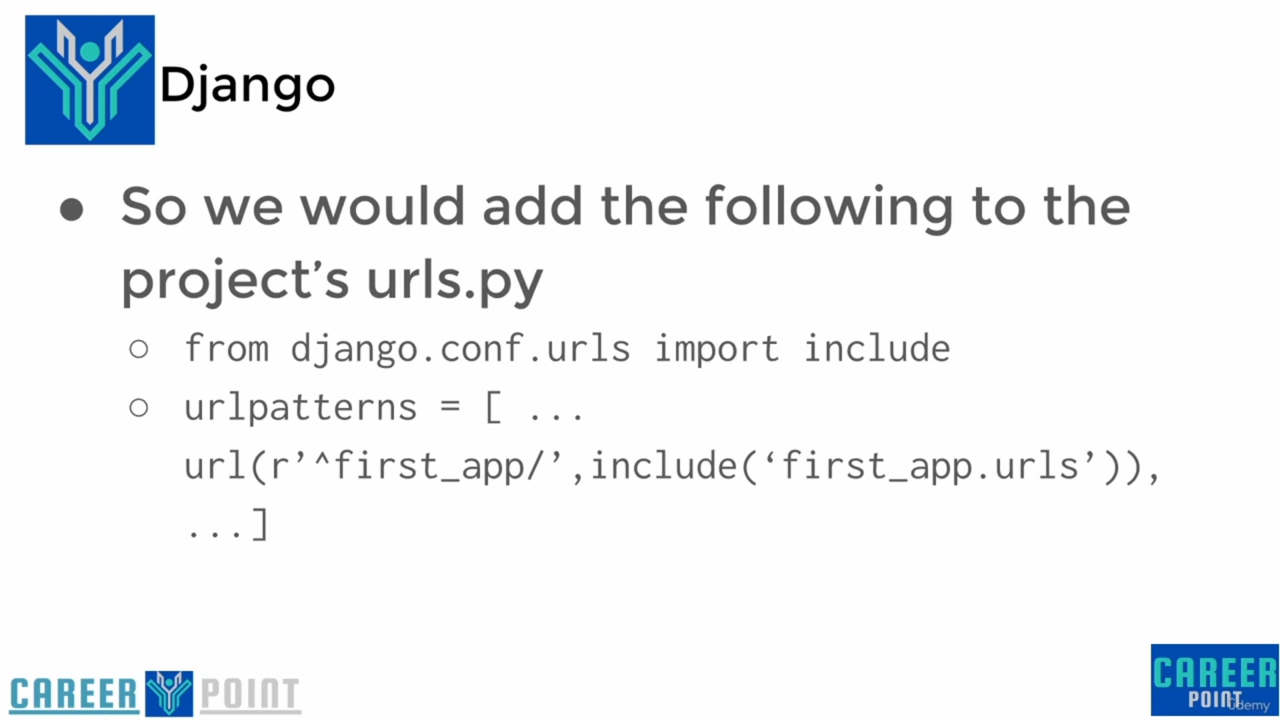 Django
● So we would add the following to the
project’s urls.py
○ from django.conf.urls import include
○ urlpatterns = [ ...
url(r’^first_app/’,include(‘first_app.urls’)),
...]
CAREER POINT
CAREER
POINT
Udemy